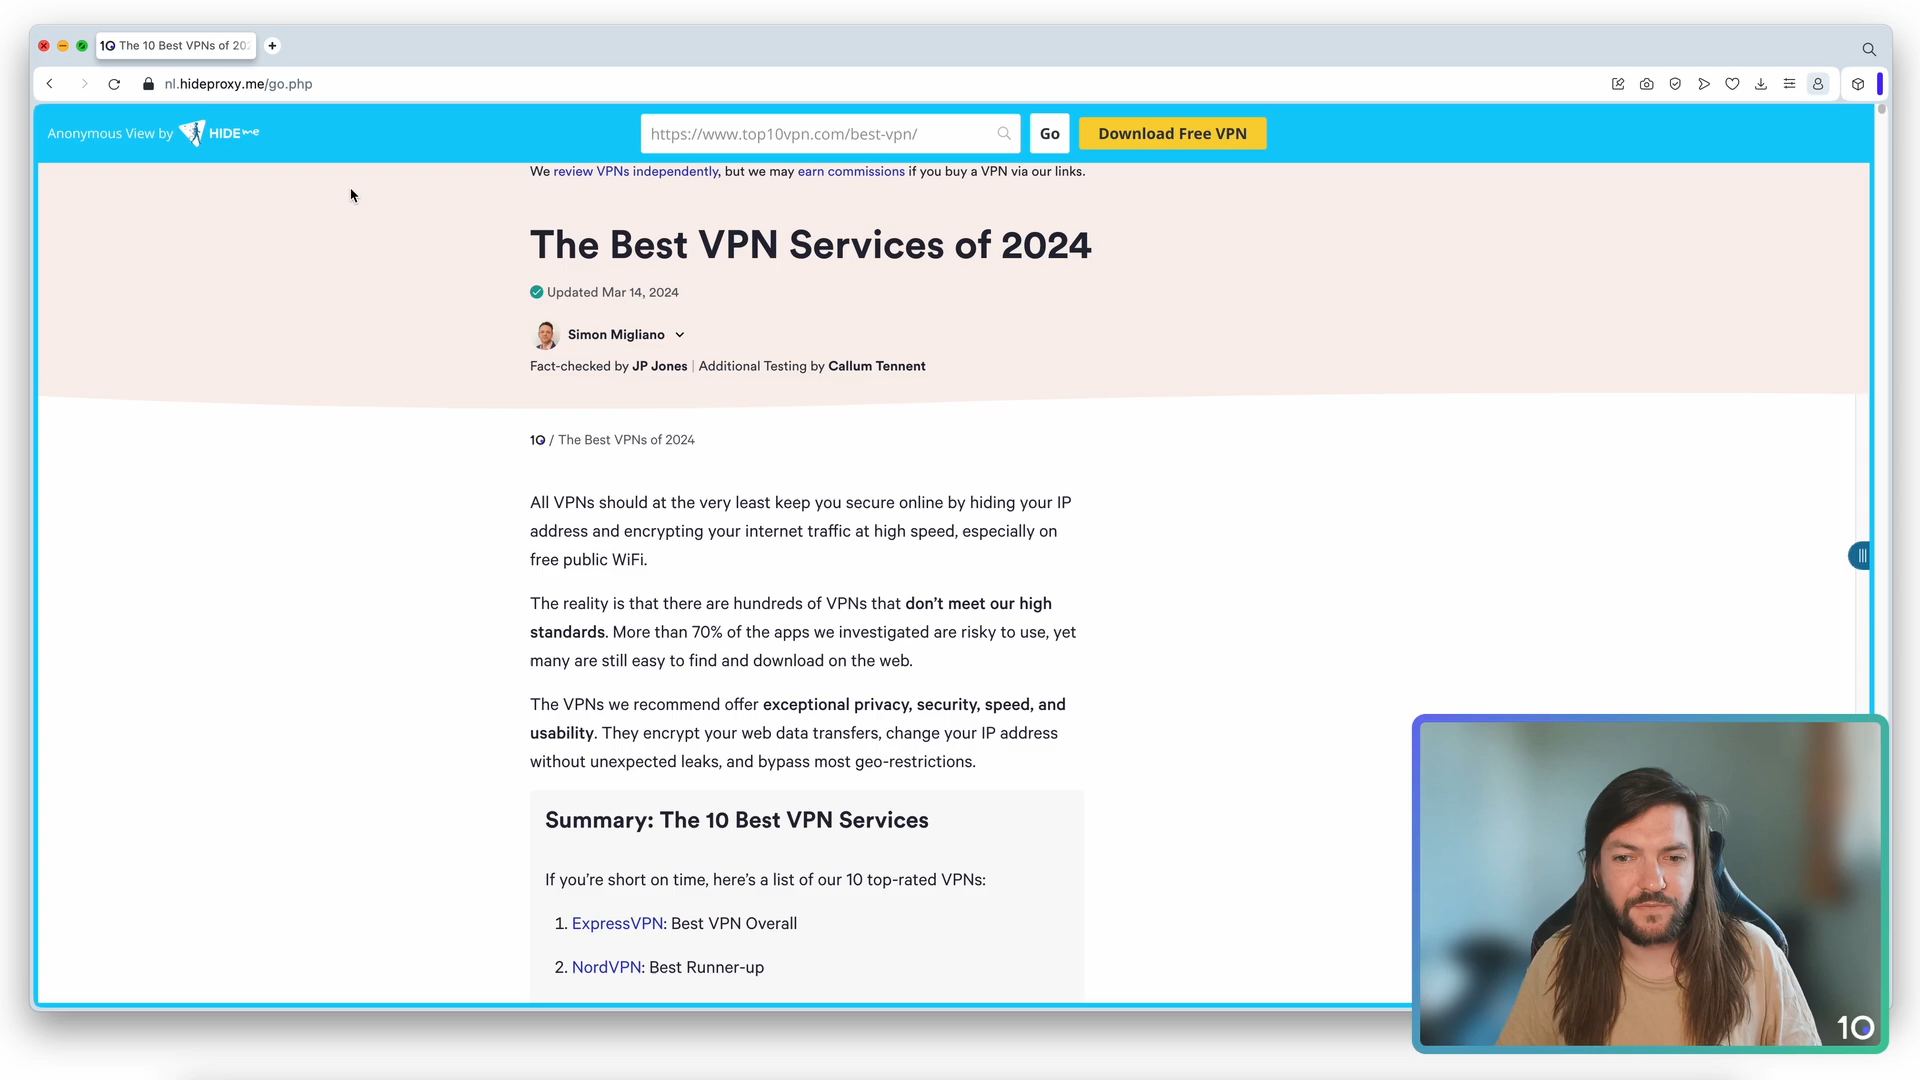 10 The 10 Best VPNs of 202
nl.hideproxy.me/go.php
Anonymous View by HIDE me
https://www.top10vpn.com/best-vpn/
Go
Download Free VPN
We review VPNs independently, but we may earn commissions if you buy a VPN via our links.
The Best VPN Services of 2024
Updated Mar 14, 2024
Simon Migliano
Fact-checked by JP Jones | Additional Testing by Callum Tennent
10 / The Best VPNs of 2024
All VPNs should at the very least keep you secure online by hiding your IP
address and encrypting your internet traffic at high speed, especially on
free public WiFi.
The reality is that there are hundreds of VPNs that don’t meet our high
standards. More than 70% of the apps we investigated are risky to use, yet
many are still easy to find and download on the web.
The VPNs we recommend offer exceptional privacy, security, speed, and
usability. They encrypt your web data transfers, change your IP address
without unexpected leaks, and bypass most geo-restrictions.
Summary: The 10 Best VPN Services
If you’re short on time, here’s a list of our 10 top-rated VPNs:
1. ExpressVPN: Best VPN Overall
2. NordVPN: Best Runner-up
10